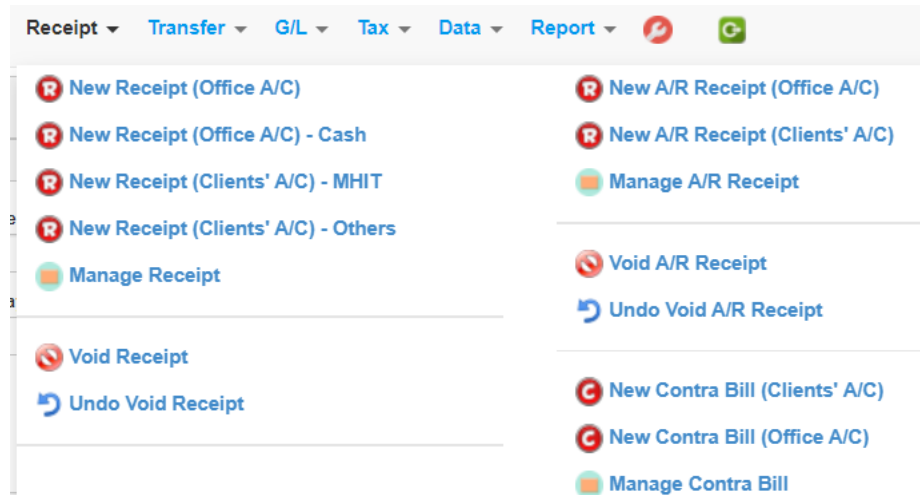 Receipt Transfer G/L Tax Data Report
New Receipt (Office A/C)
New Receipt (Office A/C) - Cash
New Receipt (Clients' A/C) - MHIT
New Receipt (Clients' A/C) - Others
Manage Receipt
Void Receipt
Undo Void Receipt
New A/R Receipt (Office A/C)
New A/R Receipt (Clients' A/C)
Manage A/R Receipt
Void A/R Receipt
Undo Void A/R Receipt
New Contra Bill (Clients' A/C)
New Contra Bill (Office A/C)
Manage Contra Bill